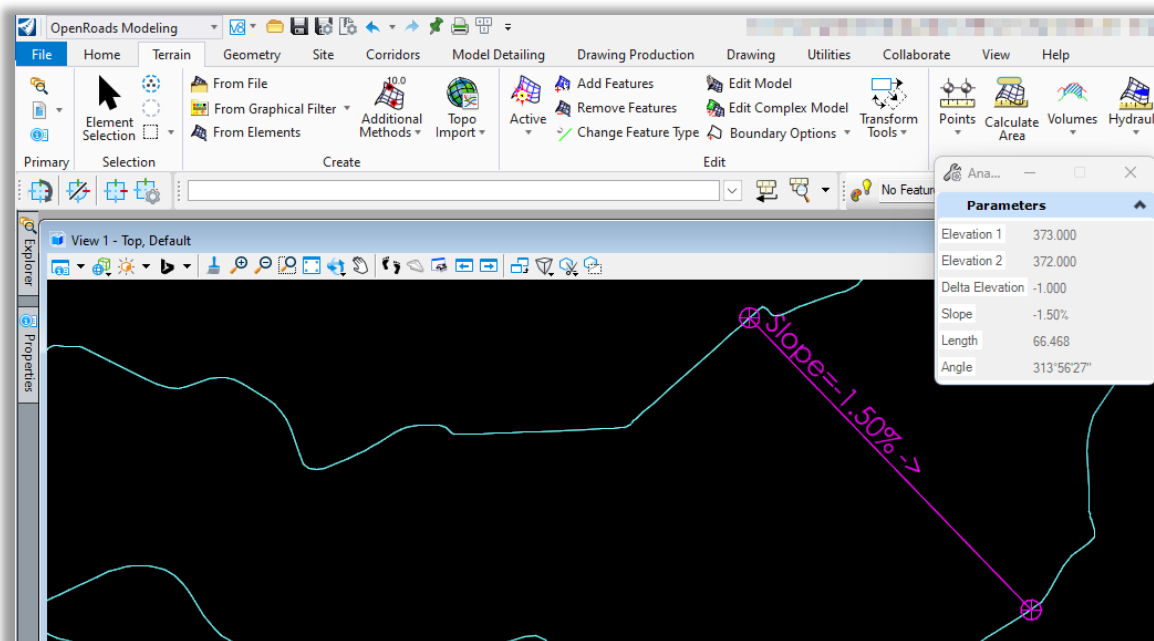 OpenRoads Modeling
File Home Terrain Geometry Site Corridors Model Detailing Drawing Production Drawing Utilities Collaborate View Help
Element
Selection
From File
From Graphical Filter
From Elements
10.0
Additional
Methods
Topo
Import
Active
Add Features
Remove Features
Change Feature Type
Edit Model
Edit Complex Model
Boundary Options
Transform
Tools
Points
Calculate
Area
Volumes
Hydraul
Primary Selection Create Edit
No Featur
Ana...
Parameters
Elevation 1 373.000
Elevation 2 372.000
Delta Elevation -1.000
Slope -1.50%
Length 66.468
Angle 313°56'27"
Explorer
Properties
View 1 - Top, Default
Slope=-1.50% ->